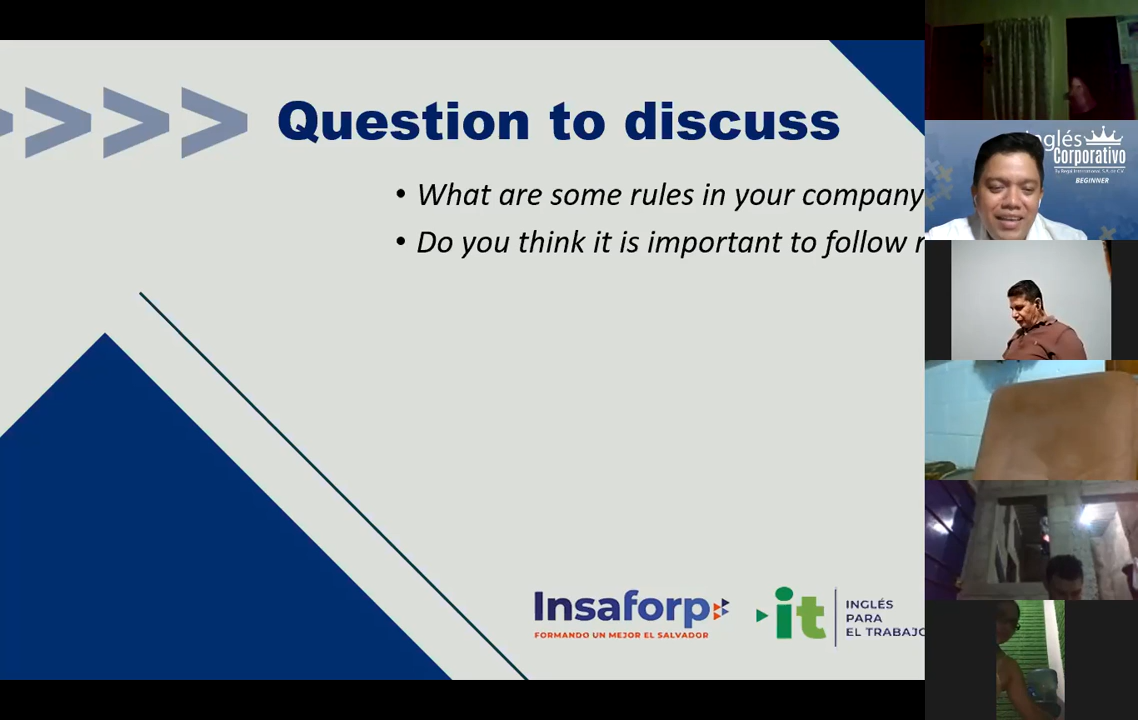 >>>>
Question to discuss
• What are some rules in your company
• Do you think it is important to follow
Insaforp
FORMANDO UN MEJOR EL SALVADOR
it
INGLÉS
PARA
EL TRABAJO
inglés
Corporativo
BEGINNER